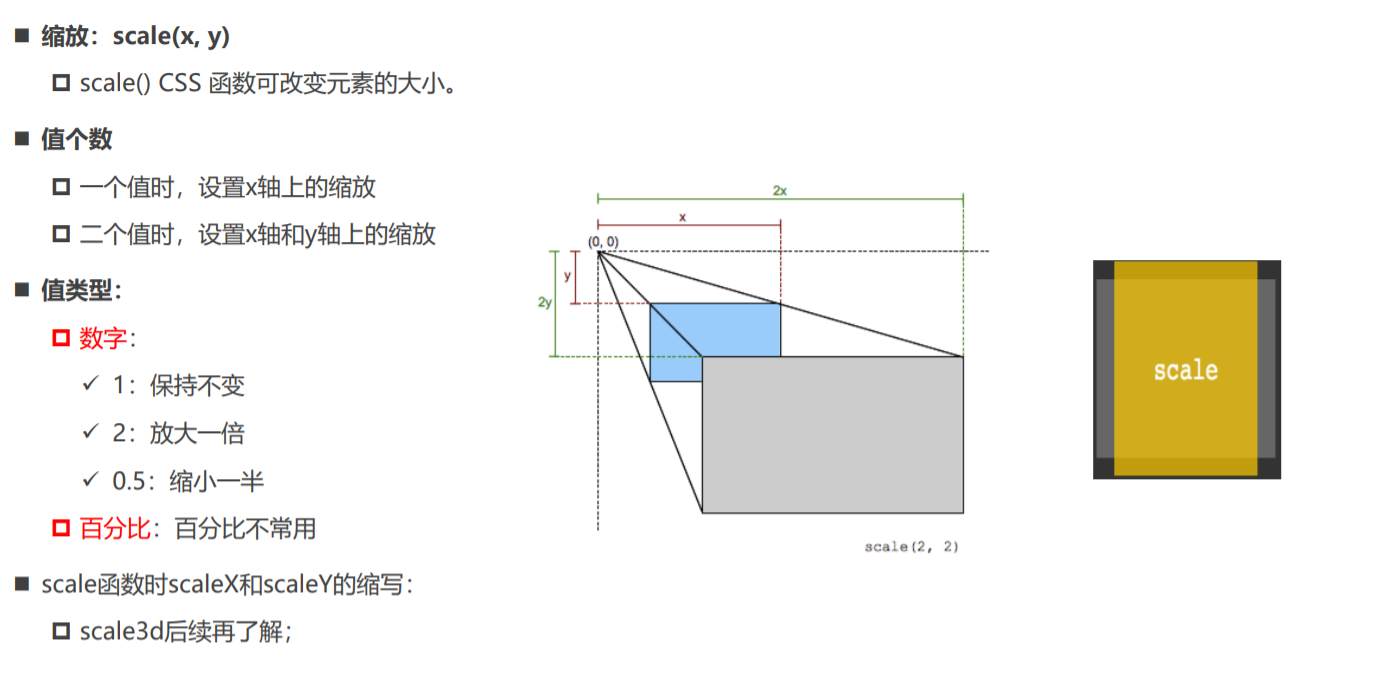 缩放：scale(x, y)
scale() CSS 函数可改变元素的大小。
值个数
一个值时，设置x轴上的缩放
二个值时，设置x轴和y轴上的缩放
值类型：
数字：
1：保持不变
2：放大一倍
0.5：缩小一半
百分比：百分比不常用
scale函数时scaleX和scaleY的缩写：
scale3d后续再了解；
2x
x
(0, 0)
y
2y
scale(2, 2)
scale